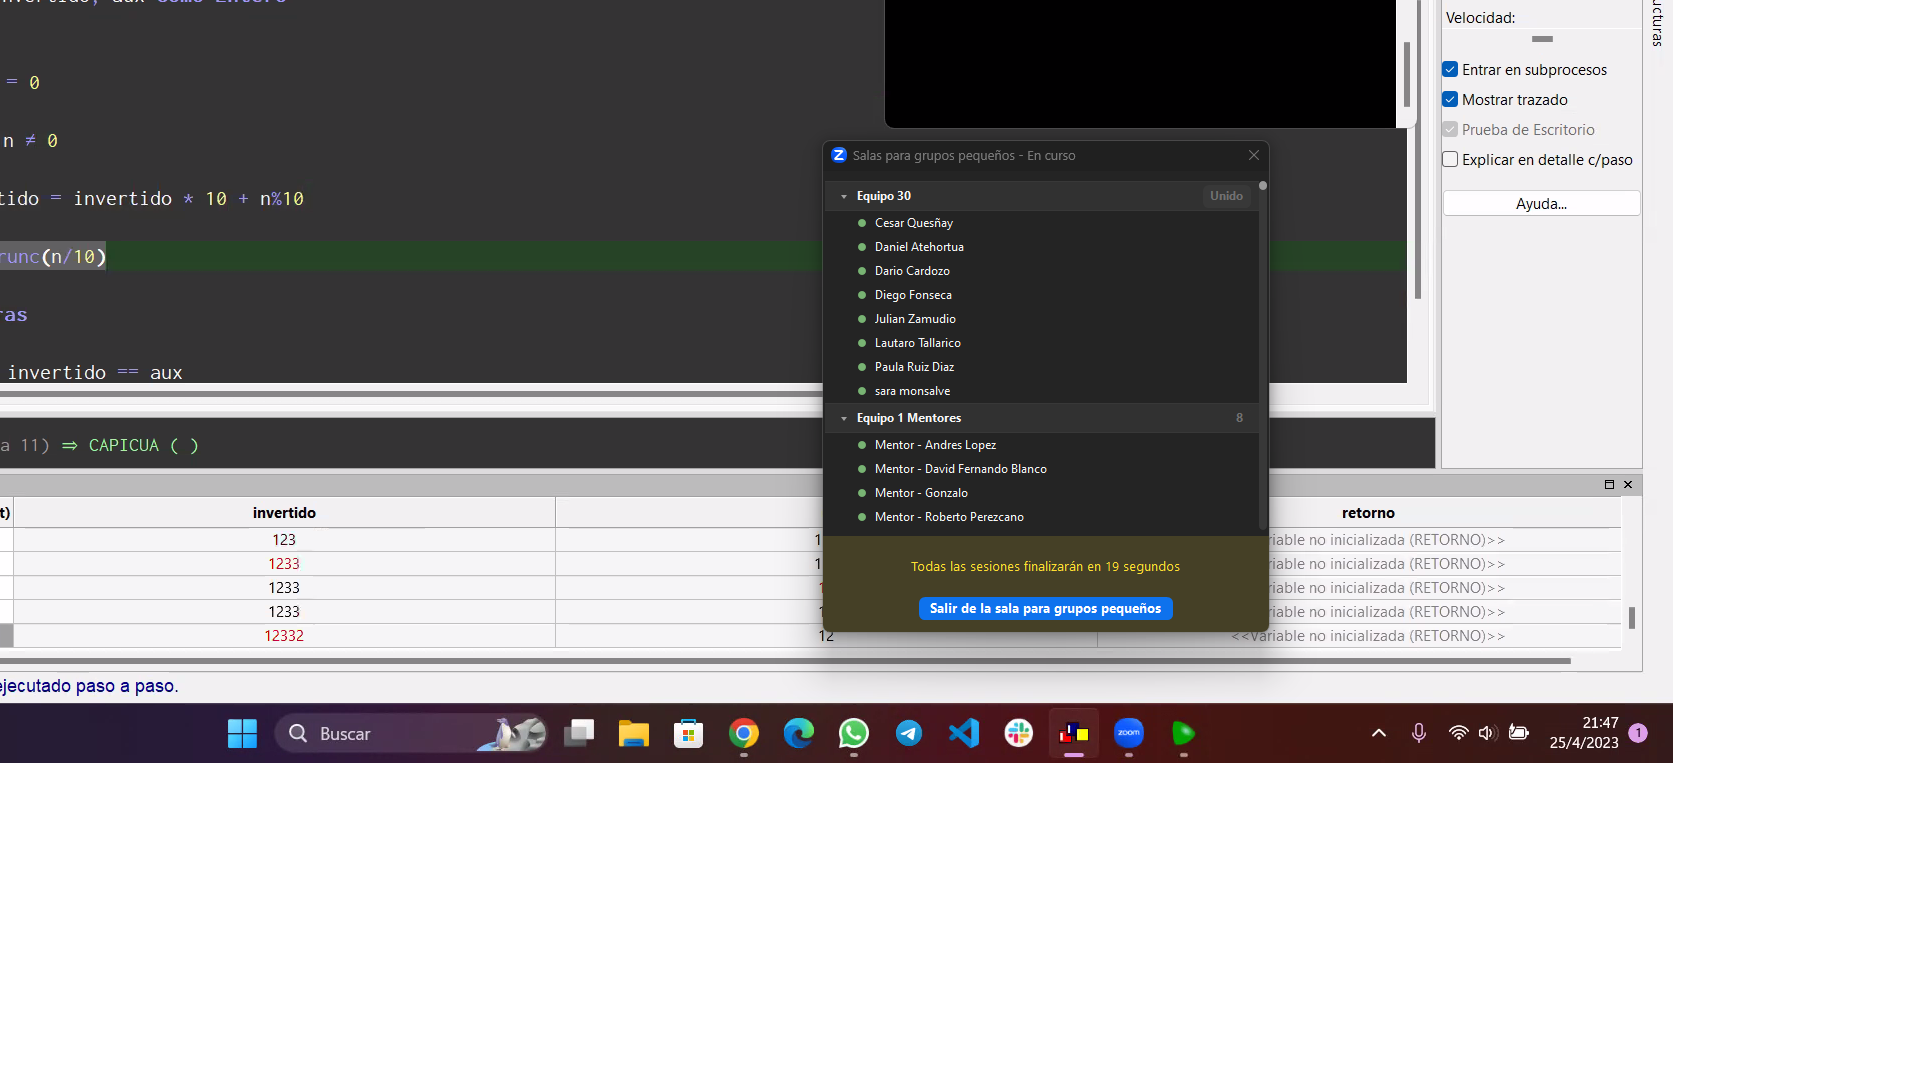 = 0
n ≠ 0
tido = invertido * 10 + n%10
runc(n/10)
ras
invertido == aux
a 11) ⇒ CAPICUA ( )
Velocidad:
Entrar en subprocesos
Mostrar trazado
Prueba de Escritorio
Explicar en detalle c/paso
Ayuda...
ucturas
Salas para grupos pequeños - En curso
Equipo 30 Unido
Cesar Quesñay
Daniel Atehortua
Dario Cardozo
Diego Fonseca
Julian Zamudio
Lautaro Tallarico
Paula Ruiz Diaz
sara monsalve
Equipo 1 Mentores 8
Mentor - Andres Lopez
Mentor - David Fernando Blanco
Mentor - Gonzalo
Mentor - Roberto Perezcano
Todas las sesiones finalizarán en 19 segundos
Salir de la sala para grupos pequeños
t) invertido retorno
123 1 riable no inicializada (RETORNO)>>
1233 1 riable no inicializada (RETORNO)>>
1233 1 riable no inicializada (RETORNO)>>
1233 1 riable no inicializada (RETORNO)>>
12332 12 <<Variable no inicializada (RETORNO)>>
ejecutado paso a paso.
Buscar
zoom
21:47
25/4/2023
1